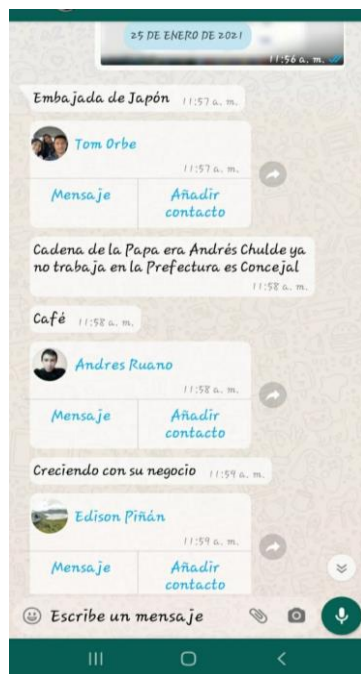 25 DE ENERO DE 2021
11:56 a. m.
Embajada de Japón 11:57 a. m.
Tom Orbe
11:57 a. m.
Mensaje Añadir
contacto
Cadena de la Papa era Andrés Chulde ya
no trabaja en la Prefectura es Concejal
11:58 a. m.
Café 11:58 a. m.
Andres Ruano
11:58 a. m.
Mensaje Añadir
contacto
Creciendo con su negocio 11:59 a. m.
Edison Piñán
11:59 a. m.
Mensaje Añadir
contacto
Escribe un mensaje